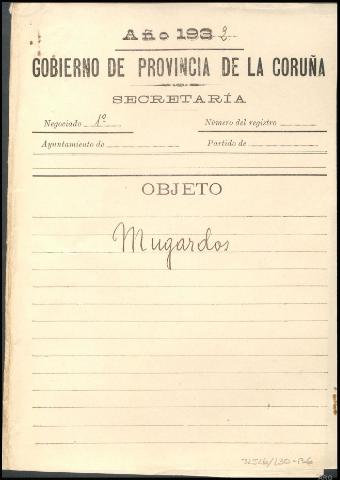 Año 1932
GOBIERNO DE PROVINCIA DE LA CORUÑA
SECRETARÍA
Negociado 1º Número del registro
Ayuntamiento de Partido de
OBJETO
Mugardos